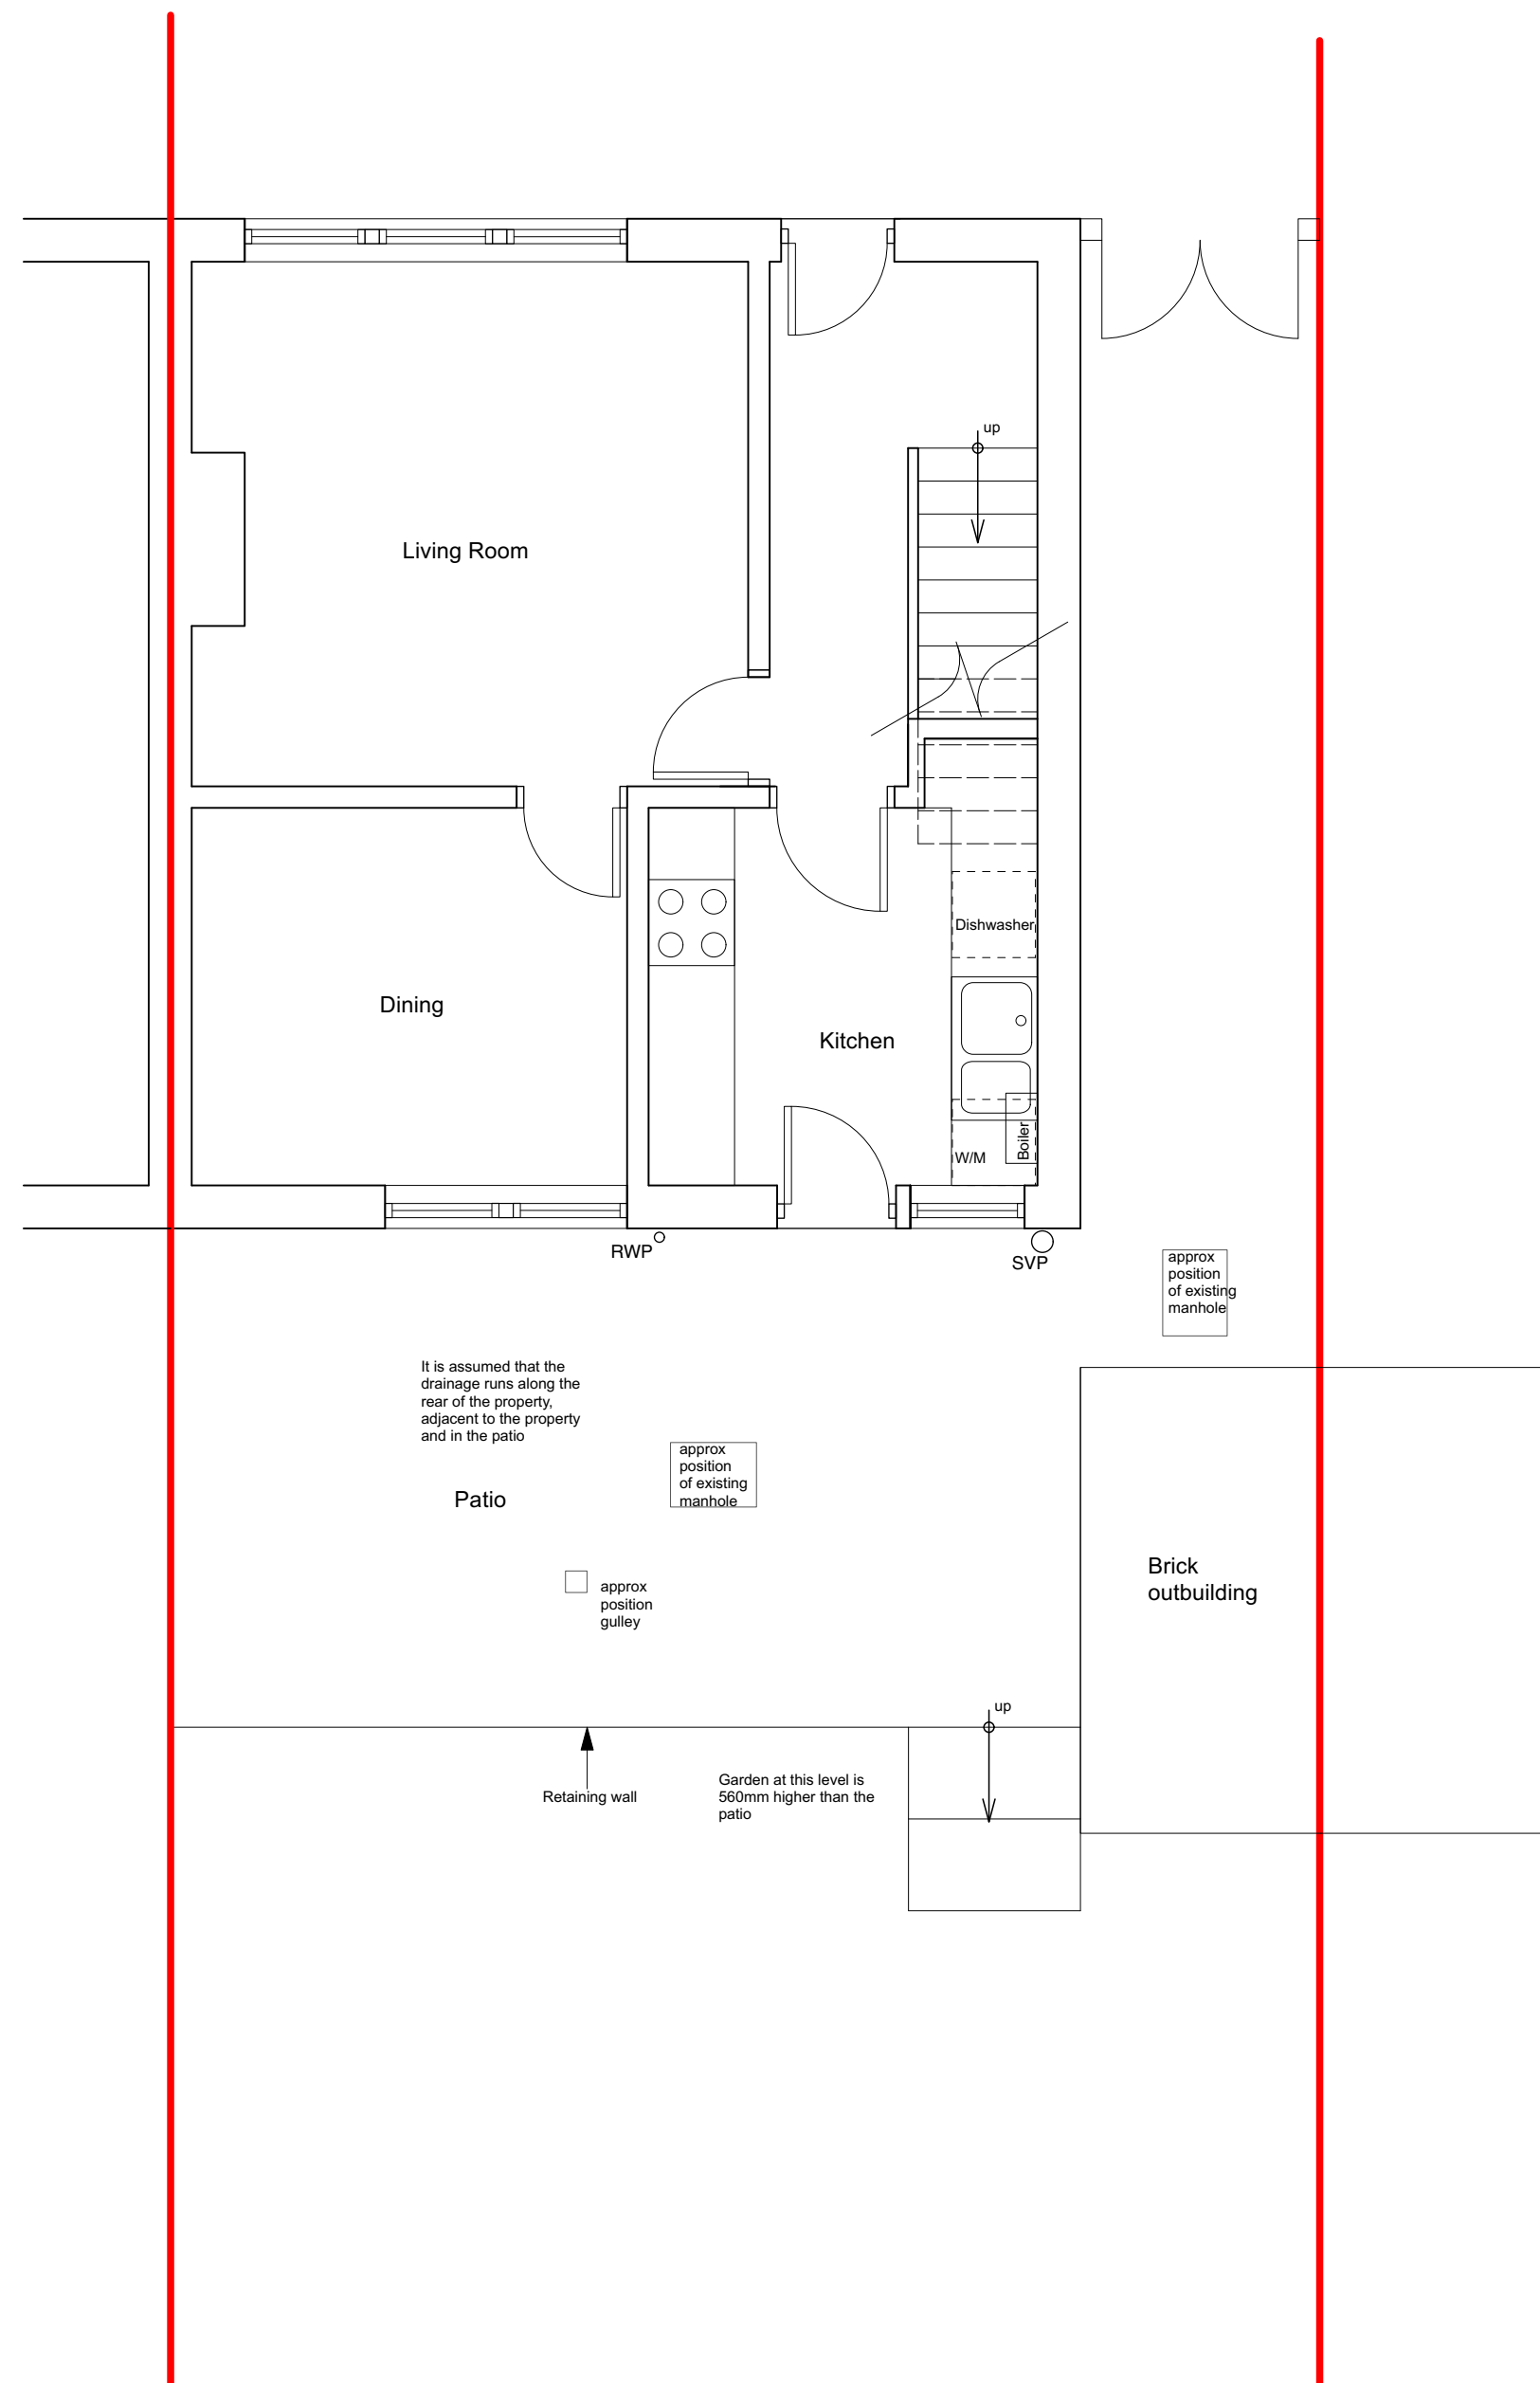 up
Living Room
Dishwasher
Dining
Kitchen
Boiler
W/M
RWP
SVP
approx
position
of existing
manhole
It is assumed that the
drainage runs along the
rear of the property,
adjacent to the property
and in the patio
approx
position
of existing
manhole
Patio
Brick
outbuilding
approx
position
gulley
up
Retaining wall
Garden at this level is
560mm higher than the
patio